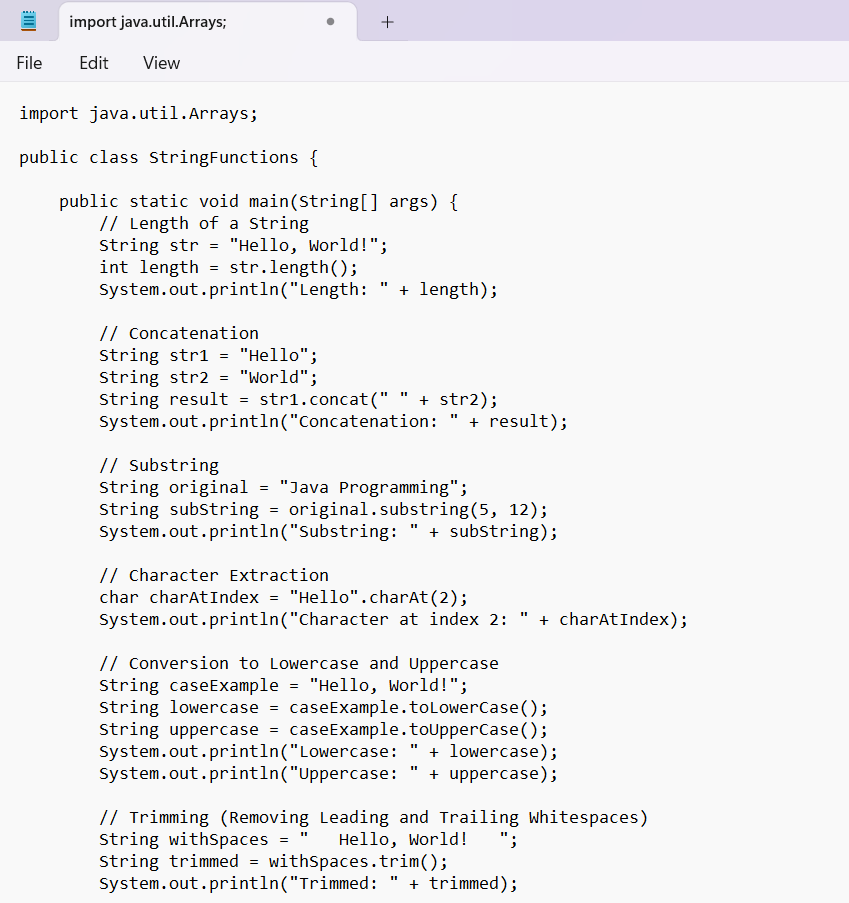 import java.util.Arrays;
File Edit View
import java.util.Arrays;

public class StringFunctions {

    public static void main(String[] args) {
        // Length of a String
        String str = "Hello, World!";
        int length = str.length();
        System.out.println("Length: " + length);

        // Concatenation
        String str1 = "Hello";
        String str2 = "World";
        String result = str1.concat(" " + str2);
        System.out.println("Concatenation: " + result);

        // Substring
        String original = "Java Programming";
        String subString = original.substring(5, 12);
        System.out.println("Substring: " + subString);

        // Character Extraction
        char charAtIndex = "Hello".charAt(2);
        System.out.println("Character at index 2: " + charAtIndex);

        // Conversion to Lowercase and Uppercase
        String caseExample = "Hello, World!";
        String lowercase = caseExample.toLowerCase();
        String uppercase = caseExample.toUpperCase();
        System.out.println("Lowercase: " + lowercase);
        System.out.println("Uppercase: " + uppercase);

        // Trimming (Removing Leading and Trailing Whitespaces)
        String withSpaces = "   Hello, World!   ";
        String trimmed = withSpaces.trim();
        System.out.println("Trimmed: " + trimmed);